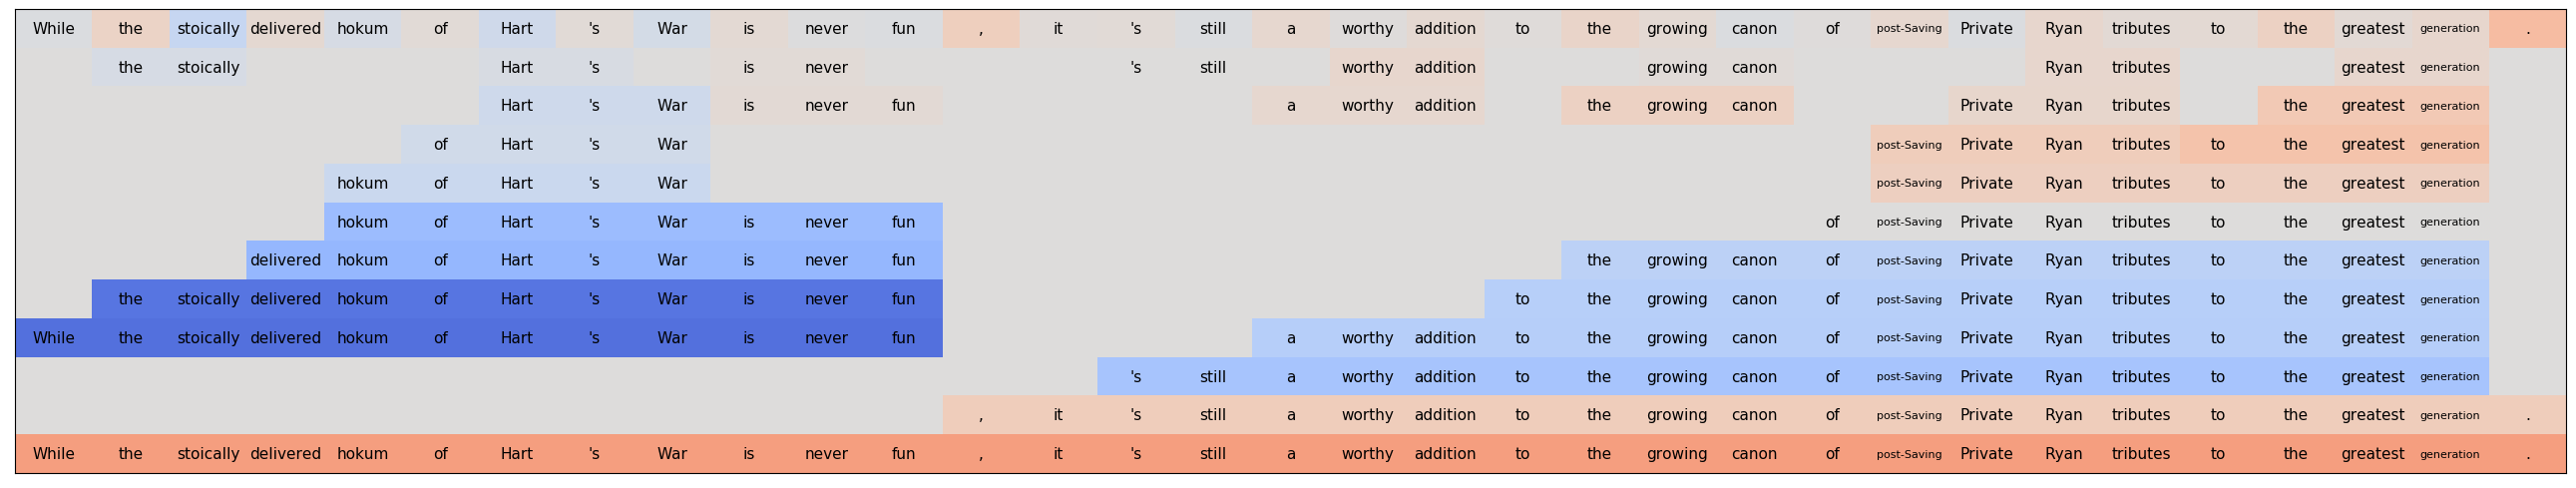 While the stoically delivered hokum of Hart 's War is never fun , it 's still a worthy addition to the growing canon of post-Saving Private Ryan tributes to the greatest generation .
the stoically Hart 's is never 's still worthy addition growing canon Ryan tributes greatest generation
Hart 's War is never fun a worthy addition the growing canon Private Ryan tributes the greatest generation
of Hart 's War post-Saving Private Ryan tributes to the greatest generation
hokum of Hart 's War post-Saving Private Ryan tributes to the greatest generation
hokum of Hart 's War is never fun of post-Saving Private Ryan tributes to the greatest generation
delivered hokum of Hart 's War is never fun the growing canon of post-Saving Private Ryan tributes to the greatest generation
the stoically delivered hokum of Hart 's War is never fun to the growing canon of post-Saving Private Ryan tributes to the greatest generation
While the stoically delivered hokum of Hart 's War is never fun a worthy addition to the growing canon of post-Saving Private Ryan tributes to the greatest generation
's still a worthy addition to the growing canon of post-Saving Private Ryan tributes to the greatest generation
, it 's still a worthy addition to the growing canon of post-Saving Private Ryan tributes to the greatest generation .
While the stoically delivered hokum of Hart 's War is never fun , it 's still a worthy addition to the growing canon of post-Saving Private Ryan tributes to the greatest generation .